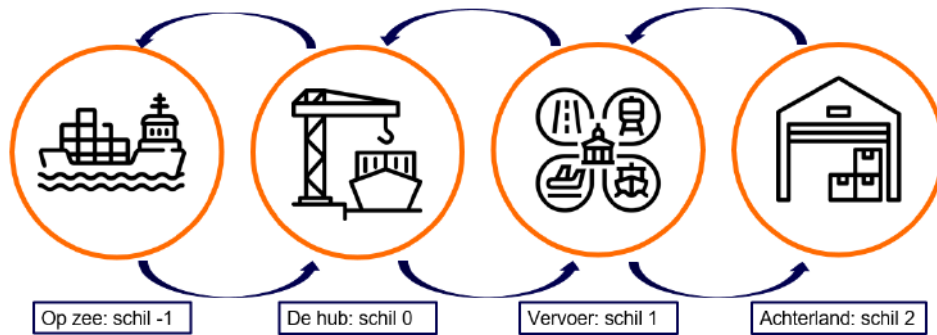 Op zee: schil -1
De hub: schil 0
Vervoer: schil 1
Achterland: schil 2